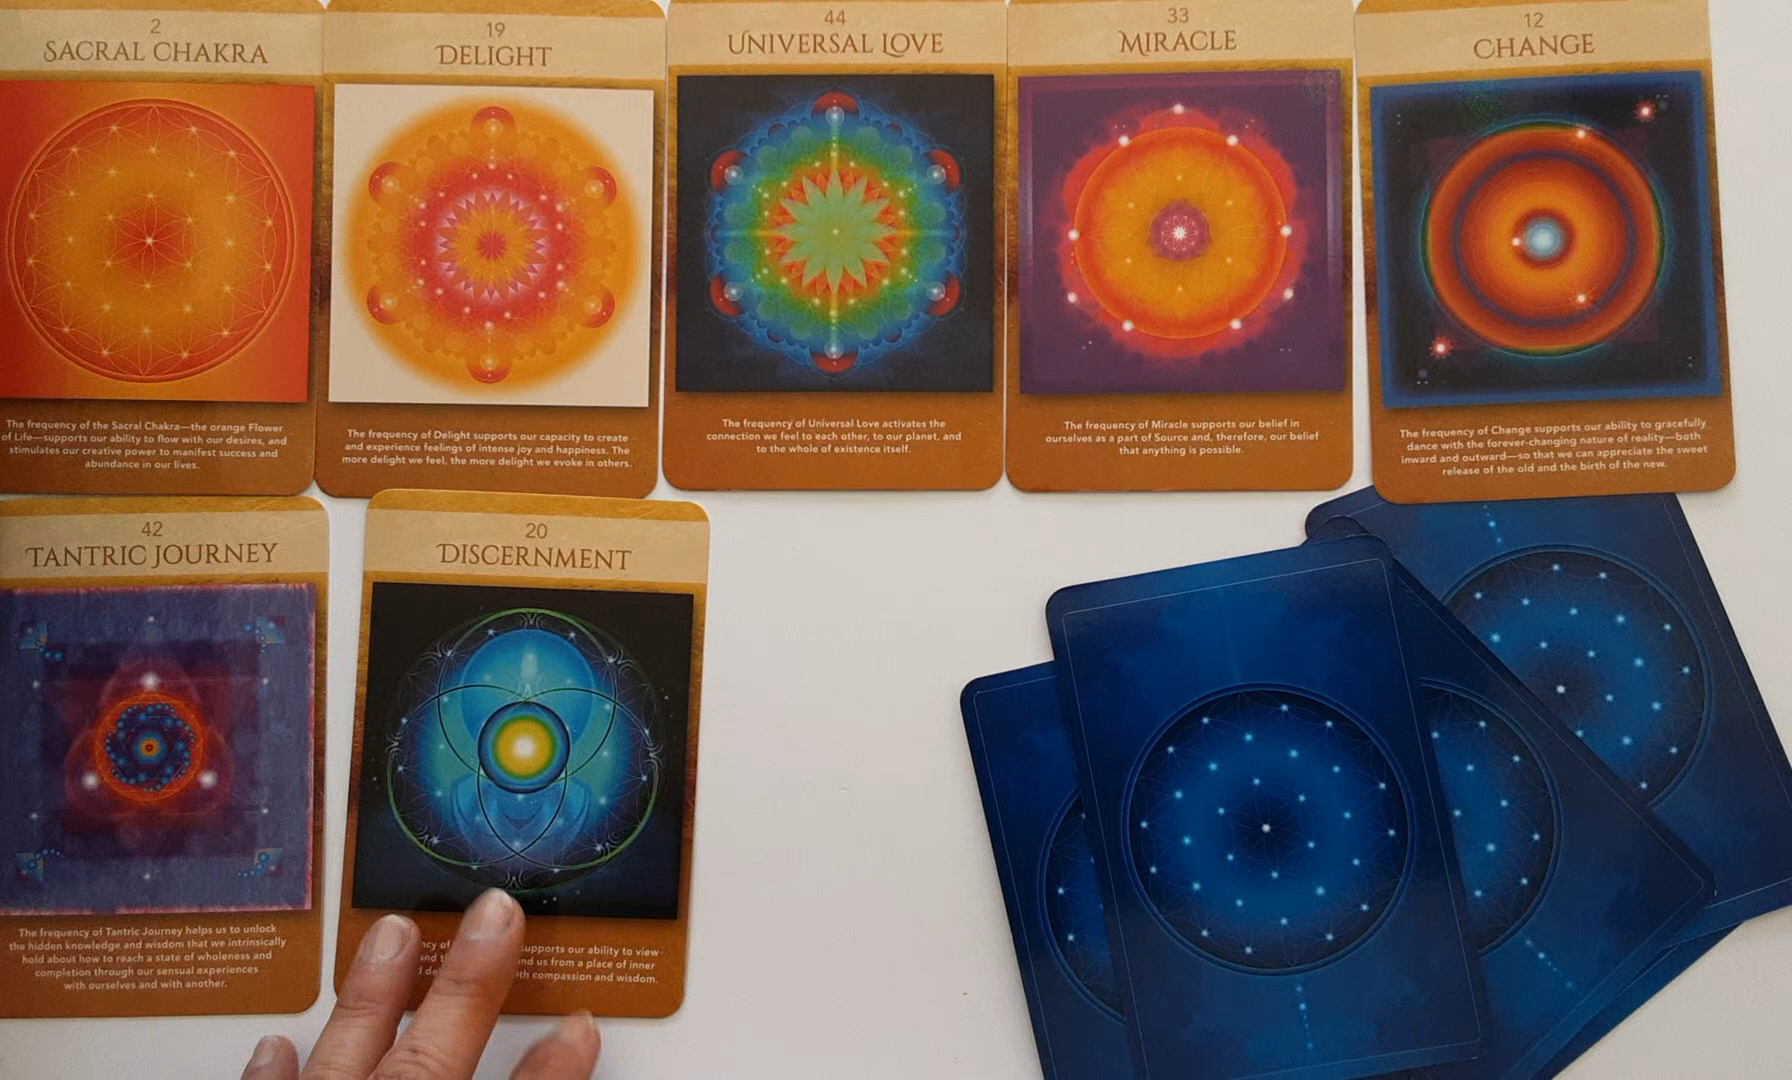 2
SACRAL CHAKRA
The frequency of the Sacral Chakra—the orange Flower
of Life—supports our ability to flow with our desires, and
stimulates our creative power to manifest success and
abundance in our lives.
19
DELIGHT
The frequency of Delight supports our capacity to create
and experience feelings of intense joy and happiness. The
more delight we feel, the more delight we evoke in others.
44
UNIVERSAL LOVE
The frequency of Universal Love activates the
connection we feel to each other, to our planet, and
to the whole of existence itself.
33
MIRACLE
The frequency of Miracle supports our belief in
ourselves as a part of Source and, therefore, our belief
that anything is possible.
12
CHANGE
The frequency of Change supports our ability to gracefully
dance with the forever-changing nature of reality—both
inward and outward—so that we can appreciate the sweet
release of the old and the birth of the new.
42
TANTRIC JOURNEY
The frequency of Tantric Journey helps us to unlock
the hidden knowledge and wisdom that we intrinsically
hold about how to reach a state of wholeness and
completion through our sensual experiences
with ourselves and with another.
20
DISCERNMENT
of supports our ability to view
and us from a place of inner
with compassion and wisdom.